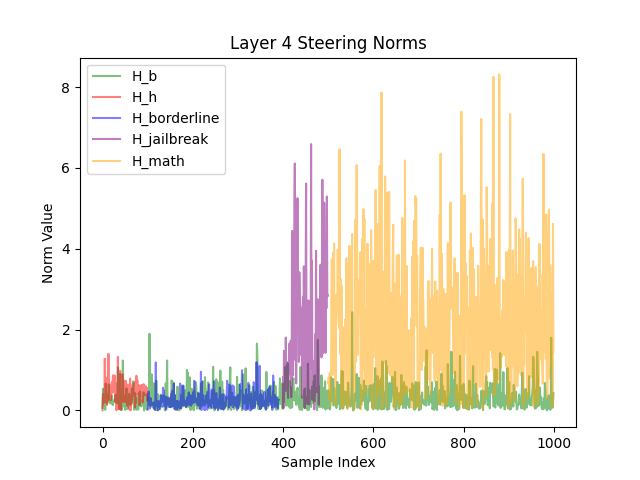 Layer 4 Steering Norms
H_b
H_h
H_borderline
H_jailbreak
H_math
Norm Value
8
6
4
2
0
0
200
400
600
800
1000
Sample Index